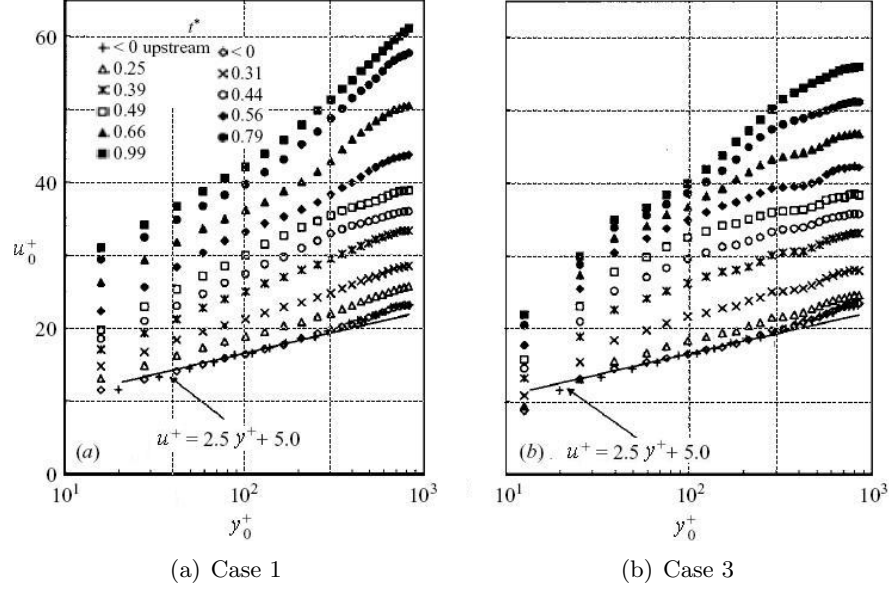 t*
< 0 upstream
< 0
0.25
0.31
0.39
0.44
0.49
0.56
0.66
0.79
0.99
60
40
20
0
u₀⁺
(a)
u⁺ = 2.5 y⁺ + 5.0
10¹
10²
10³
y₀⁺
(b)
u⁺ = 2.5 y⁺ + 5.0
10¹
10²
10³
y₀⁺
(a) Case 1
(b) Case 3